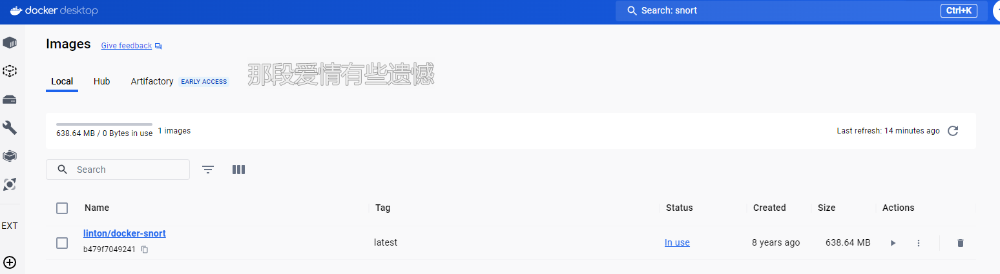 docker desktop
Search: snort
Ctrl+K
Images
Give feedback
Local
Hub
Artifactory
EARLY ACCESS
那段爱情有些遗憾
638.64 MB / 0 Bytes in use
1 images
Last refresh: 14 minutes ago
Search
Name
Tag
Status
Created
Size
Actions
linton/docker-snort
b479f7049241
latest
In use
8 years ago
638.64 MB
EXT